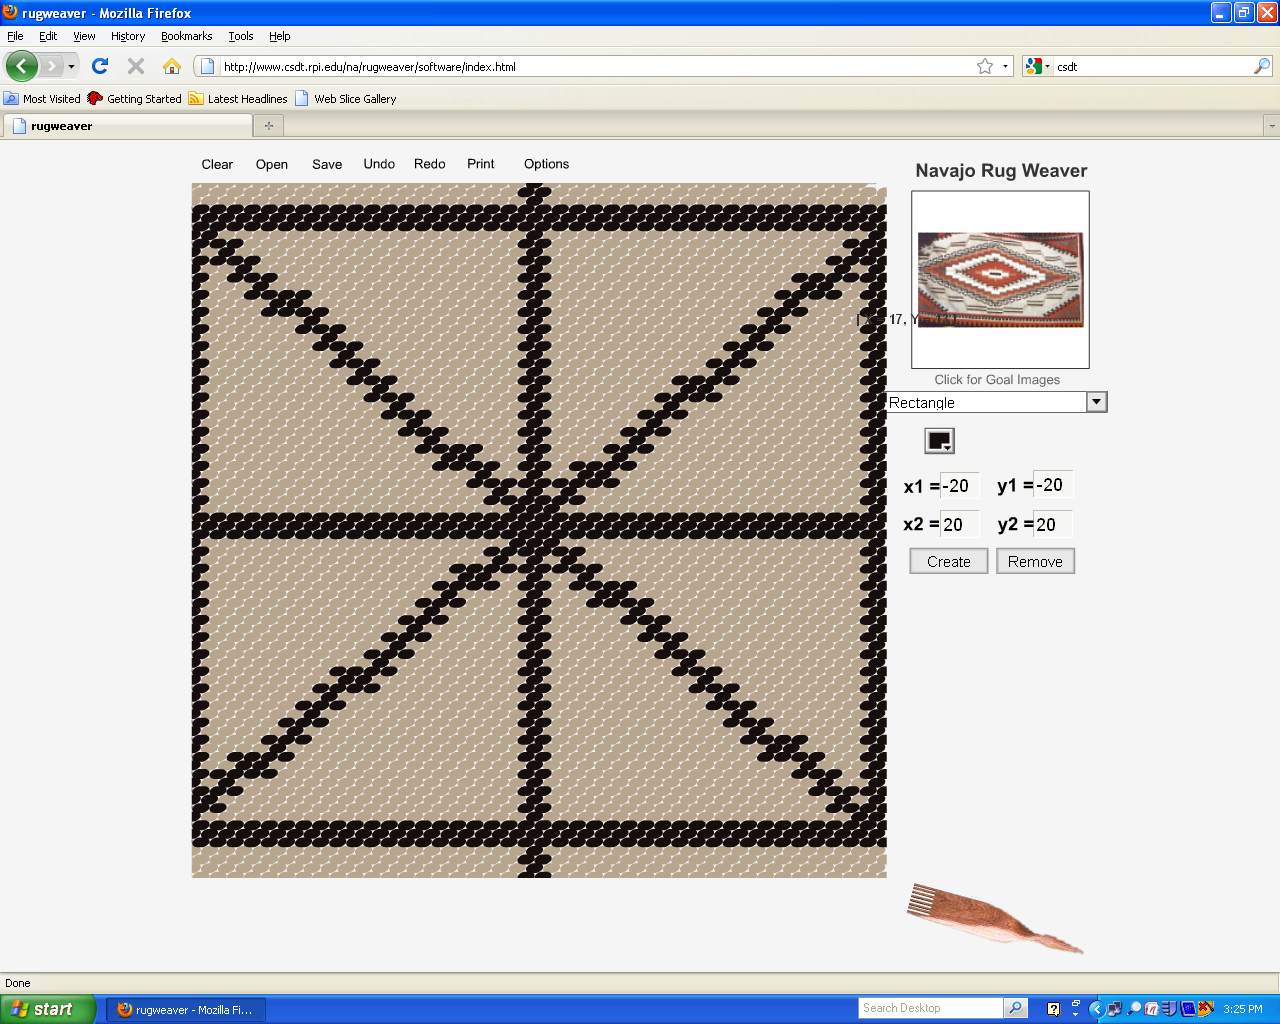 rugweaver - Mozilla Firefox
File Edit View History Bookmarks Tools Help
http://www.csdt.rpi.edu/na/rugweaver/software/index.html csdt
Most Visited Getting Started Latest Headlines Web Slice Gallery
rugweaver
Clear Open Save Undo Redo Print Options
Navajo Rug Weaver
17, Y
Click for Goal Images
Rectangle
x1 = -20 y1 = -20
x2 = 20 y2 = 20
Create Remove
Done
start rugweaver - Mozilla Fi... Search Desktop 3:25 PM